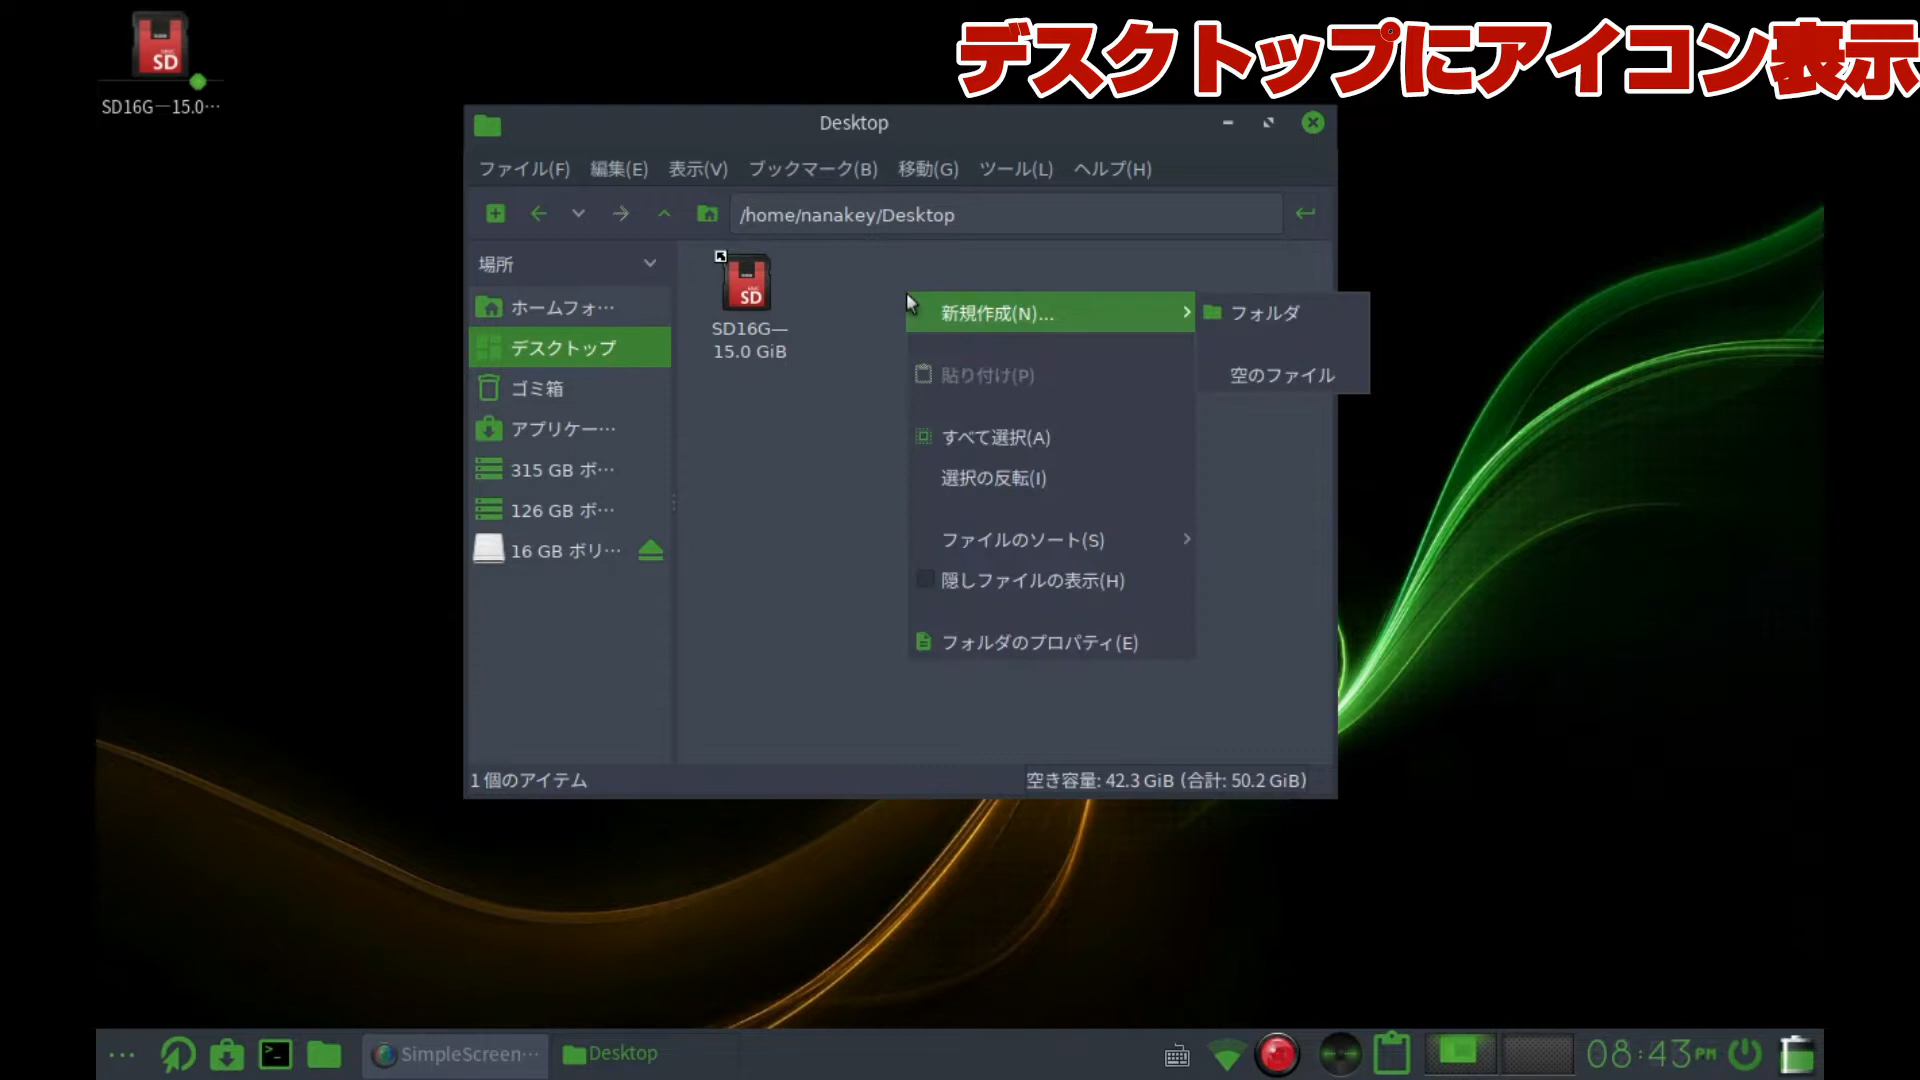 デスクトップにアイコン表示
SD
SD16G—15.0…
Desktop
ファイル(F) 編集(E) 表示(V) ブックマーク(B) 移動(G) ツール(L) ヘルプ(H)
/home/nanakey/Desktop
場所
ホームフォ…
デスクトップ
ゴミ箱
アプリケー…
315 GB ボ…
126 GB ボ…
16 GB ボリ…
SD
SD16G—
15.0 GiB
新規作成(N)...
貼り付け(P)
すべて選択(A)
選択の反転(I)
ファイルのソート(S)
隠しファイルの表示(H)
フォルダのプロパティ(E)
フォルダ
空のファイル
1 個のアイテム
空き容量: 42.3 GiB (合計: 50.2 GiB)
SimpleScreen…
Desktop
08:43PM